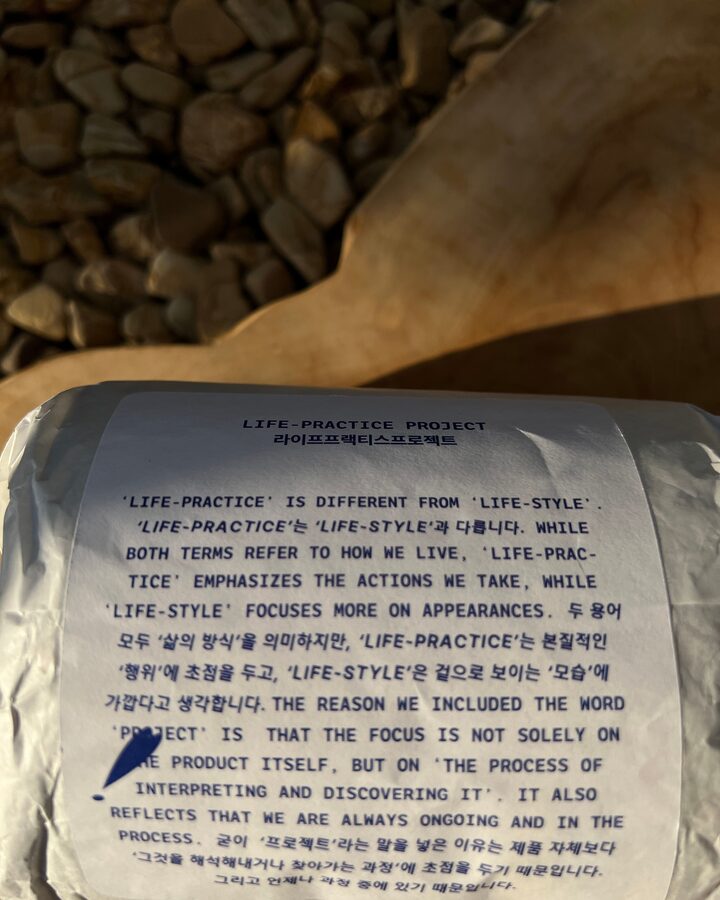 LIFE-PRACTICE PROJECT
라이프프랙티스프로젝트
'LIFE-PRACTICE' IS DIFFERENT FROM 'LIFE-STYLE'.
'LIFE-PRACTICE'는 'LIFE-STYLE'과 다릅니다. WHILE
BOTH TERMS REFER TO HOW WE LIVE, 'LIFE-PRAC-
TICE' EMPHASIZES THE ACTIONS WE TAKE, WHILE
'LIFE-STYLE' FOCUSES MORE ON APPEARANCES. 두 용어
모두 '삶의 방식'을 의미하지만, 'LIFE-PRACTICE'는 본질적인
'행위'에 초점을 두고, 'LIFE-STYLE'은 겉으로 보이는 '모습'에
가깝다고 생각합니다. THE REASON WE INCLUDED THE WORD
'PROJECT' IS THAT THE FOCUS IS NOT SOLELY ON
THE PRODUCT ITSELF, BUT ON 'THE PROCESS OF
INTERPRETING AND DISCOVERING IT'. IT ALSO
REFLECTS THAT WE ARE ALWAYS ONGOING AND IN THE
PROCESS. 굳이 '프로젝트'라는 말을 넣은 이유는 제품 자체보다
'그것을 해석해내거나 찾아가는 과정'에 초점을 두기 때문입니다.
그리고 언제나 과정 중에 있기 때문입니다.